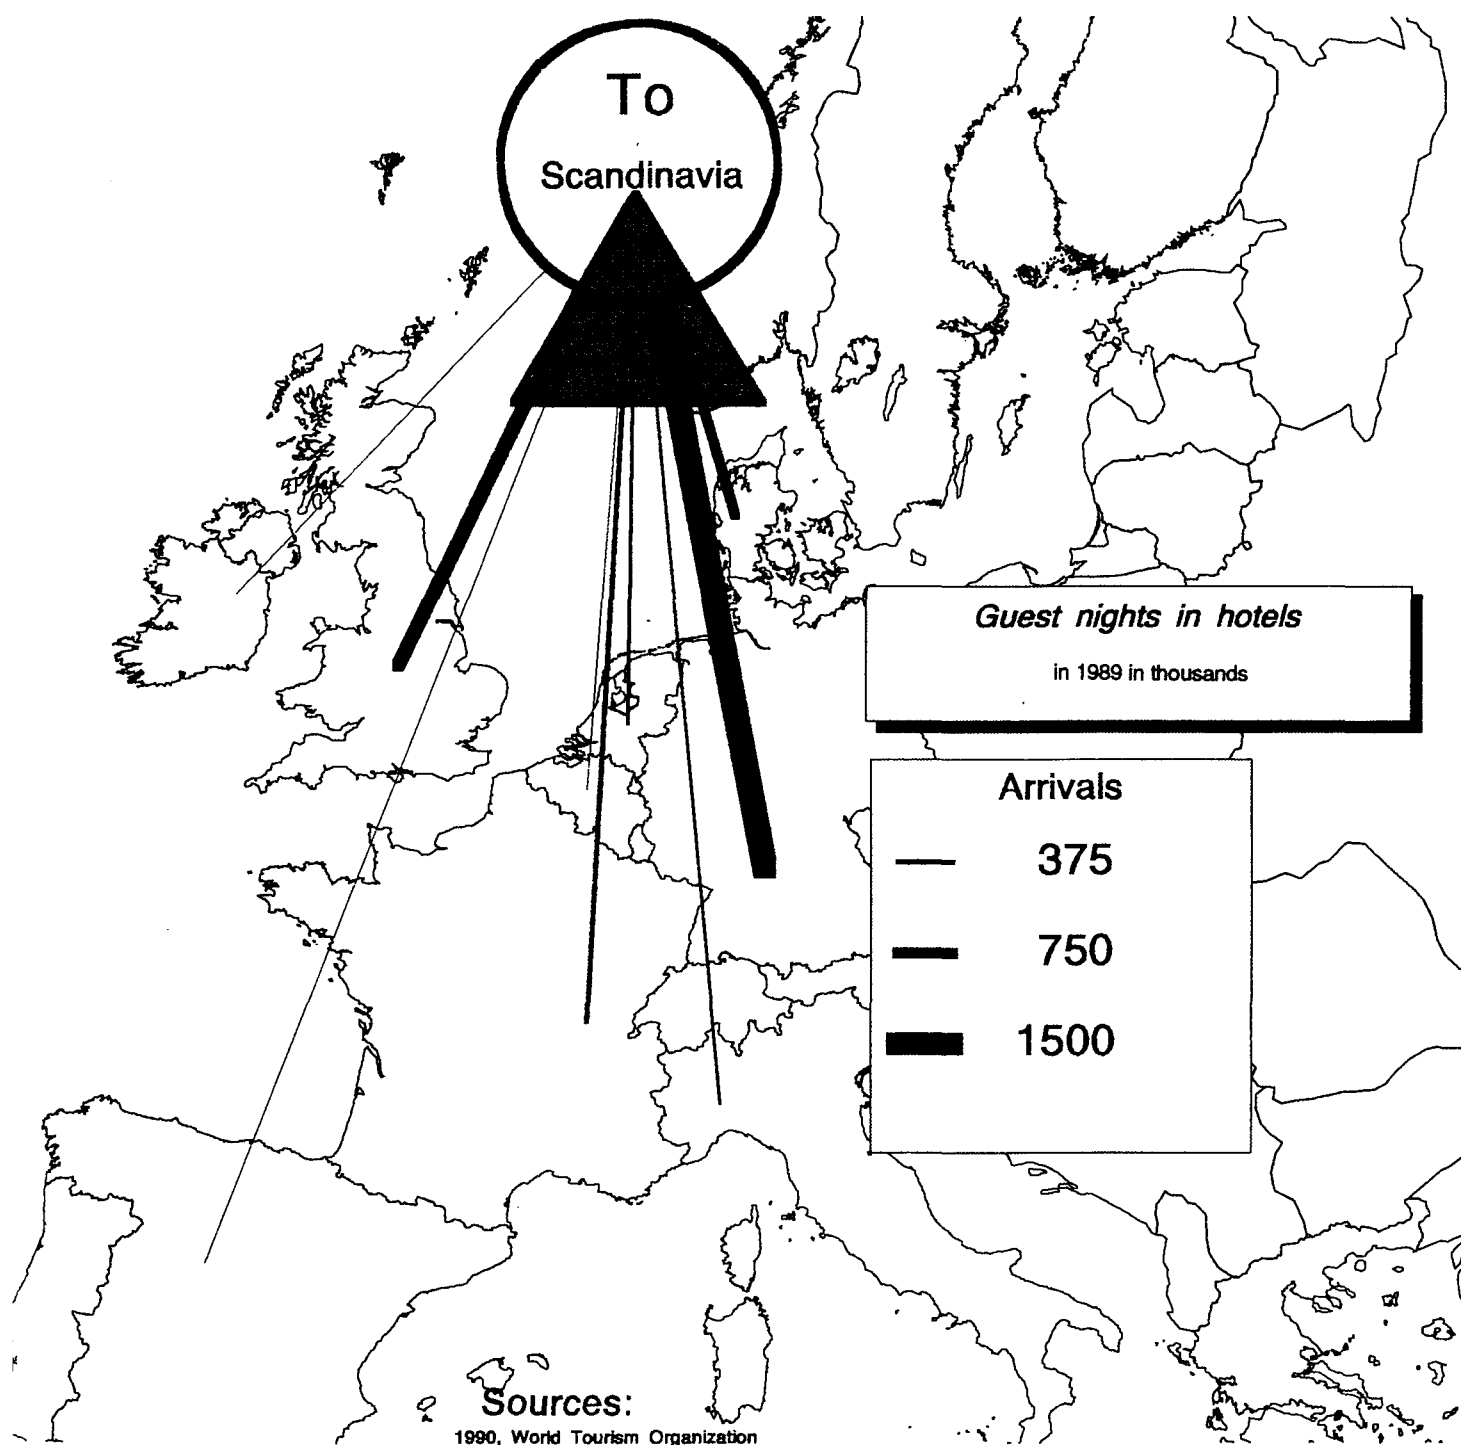 To
Scandinavia
Guest nights in hotels
in 1989 in thousands
Arrivals
375
750
1500
Sources:
1990, World Tourism Organization